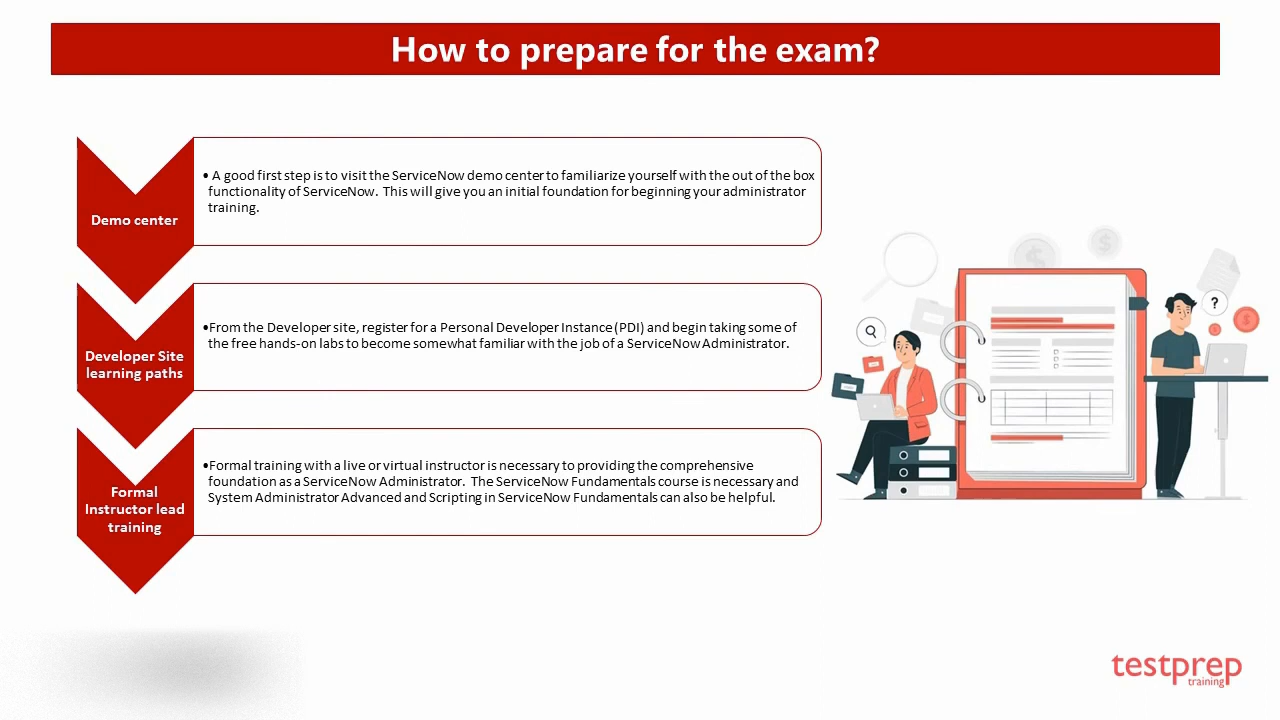 How to prepare for the exam?
Demo center
• A good first step is to visit the ServiceNow demo center to familiarize yourself with the out of the box
functionality of ServiceNow. This will give you an initial foundation for beginning your administrator
training.
Developer Site
learning paths
•From the Developer site, register for a Personal Developer Instance (PDI) and begin taking some of
the free hands-on labs to become somewhat familiar with the job of a ServiceNow Administrator.
Formal
Instructor lead
training
•Formal training with a live or virtual instructor is necessary to providing the comprehensive
foundation as a ServiceNow Administrator. The ServiceNow Fundamentals course is necessary and
System Administrator Advanced and Scripting in ServiceNow Fundamentals can also be helpful.
$
$
?
$
testprep
training